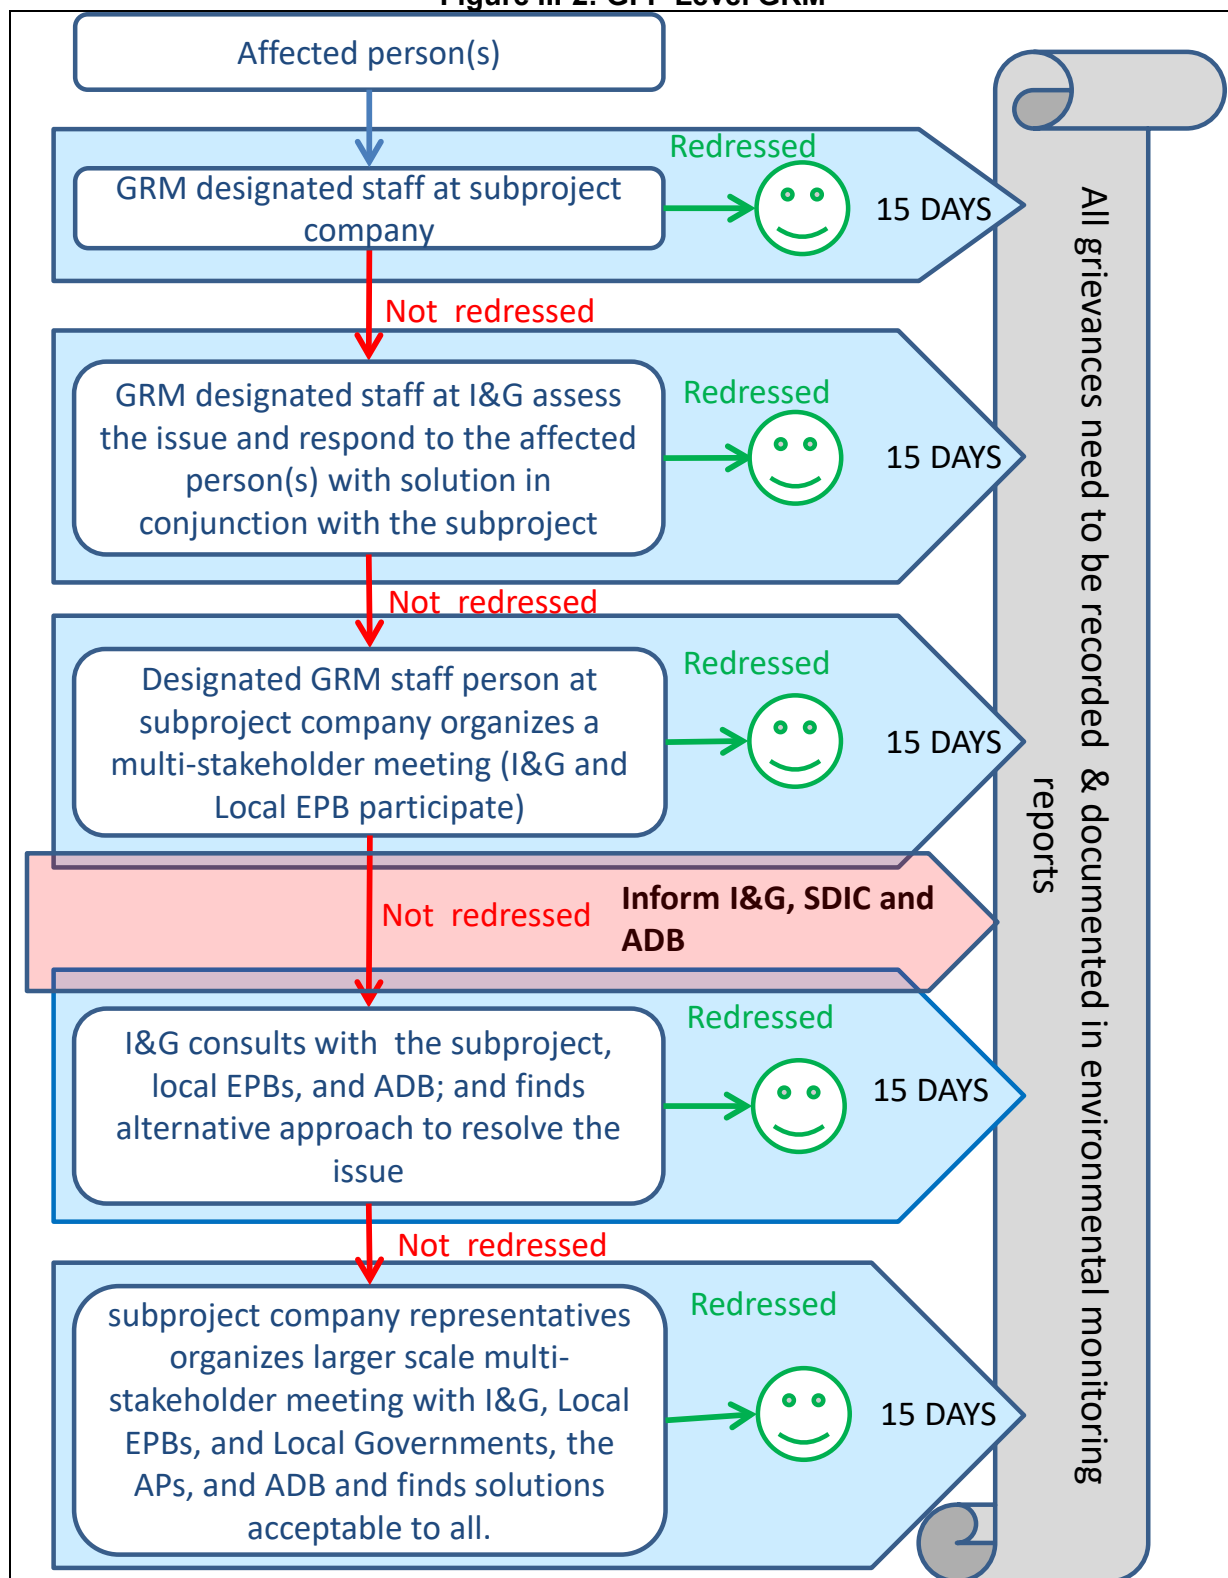 Figure III-2: GFP Level GRM
Affected person(s)
Redressed
GRM designated staff at subproject
company
15 DAYS
Not redressed
GRM designated staff at I&G assess
the issue and respond to the affected
person(s) with solution in
conjunction with the subproject
Redressed
15 DAYS
Not redressed
Designated GRM staff person at
subproject company organizes a
multi-stakeholder meeting (I&G and
Local EPB participate)
Redressed
15 DAYS
Not redressed
Inform I&G, SDIC and
ADB
I&G consults with the subproject,
local EPBs, and ADB; and finds
alternative approach to resolve the
issue
Redressed
15 DAYS
Not redressed
subproject company representatives
organizes larger scale multi-
stakeholder meeting with I&G, Local
EPBs, and Local Governments, the
APs, and ADB and finds solutions
acceptable to all.
Redressed
15 DAYS
All grievances need to be recorded & documented in environmental monitoring
reports